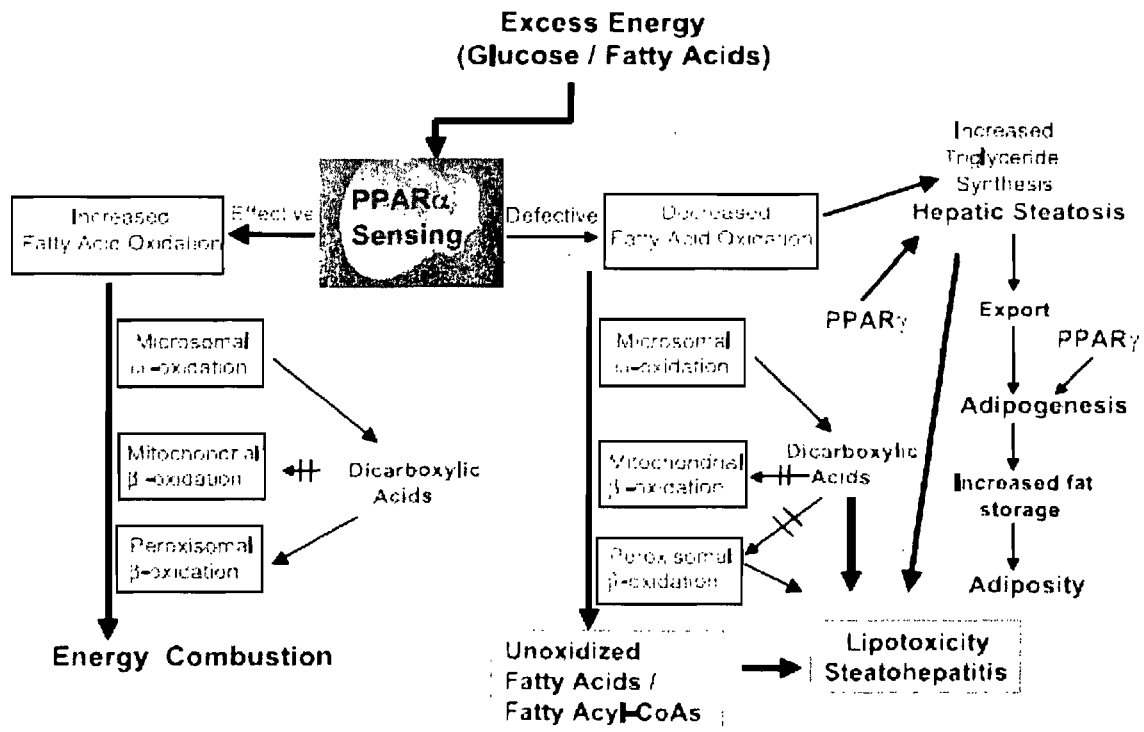 Excess Energy
(Glucose / Fatty Acids)
PPARα
Sensing
Effective
Defective
Increased
Fatty Acid Oxidation
Microsomal
ω-oxidation
Mitochondrial
β-oxidation
Dicarboxylic
Acids
Peroxisomal
β-oxidation
Energy Combustion
Decreased
Fatty Acid Oxidation
Microsomal
ω-oxidation
Mitochondrial
β-oxidation
Dicarboxylic
Acids
Peroxisomal
β-oxidation
Unoxidized
Fatty Acids /
Fatty Acyl-CoAs
Increased
Triglyceride
Synthesis
Hepatic Steatosis
PPARγ
Export
PPARγ
Adipogenesis
Increased fat
storage
Adiposity
Lipotoxicity
Steatohepatitis